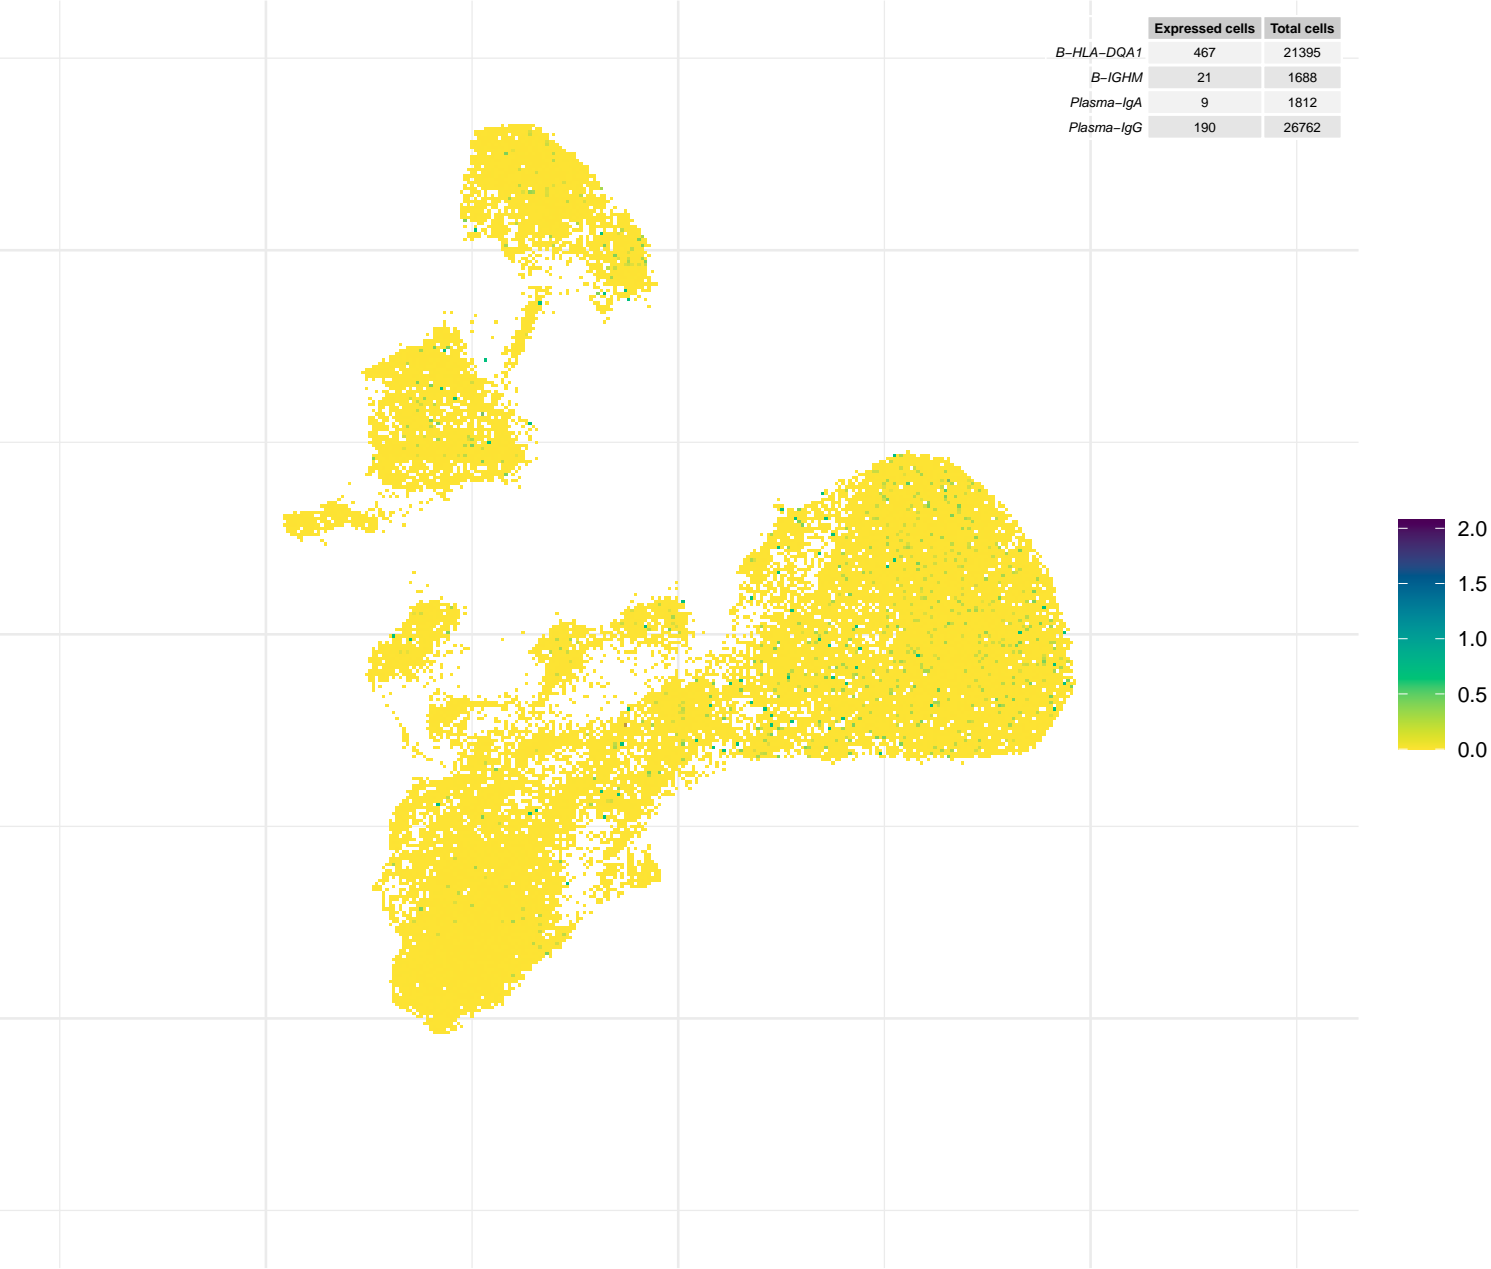 Expressed cells Total cells
B−HLA−DQA1 467 21395
B−IGHM 21 1688
Plasma−IgA 9 1812
Plasma−IgG 190 26762
2.0
1.5
1.0
0.5
0.0